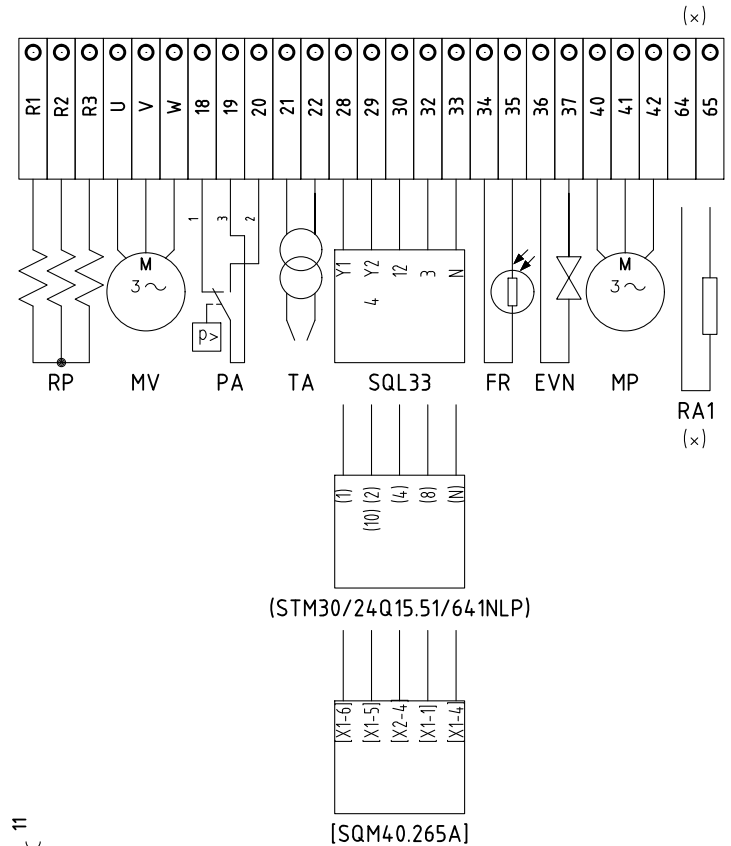 (×)
R1 R2 R3 U V W 18 19 20 21 22 28 29 30 32 33 34 35 36 37 40 41 42 64 65
1 3 2
M 3~
p>
Y1 Y2 12 3 N
4
M 3~
RP MV PA TA SQL33 FR EVN MP
RA1
(×)
(1) (2) (4) (8) (N)
(10)
(STM30/24Q15.51/641NLP)
[X1-6] [X1-5] [X2-4] [X1-1] [X1-4]
[SQM40.265A]
11